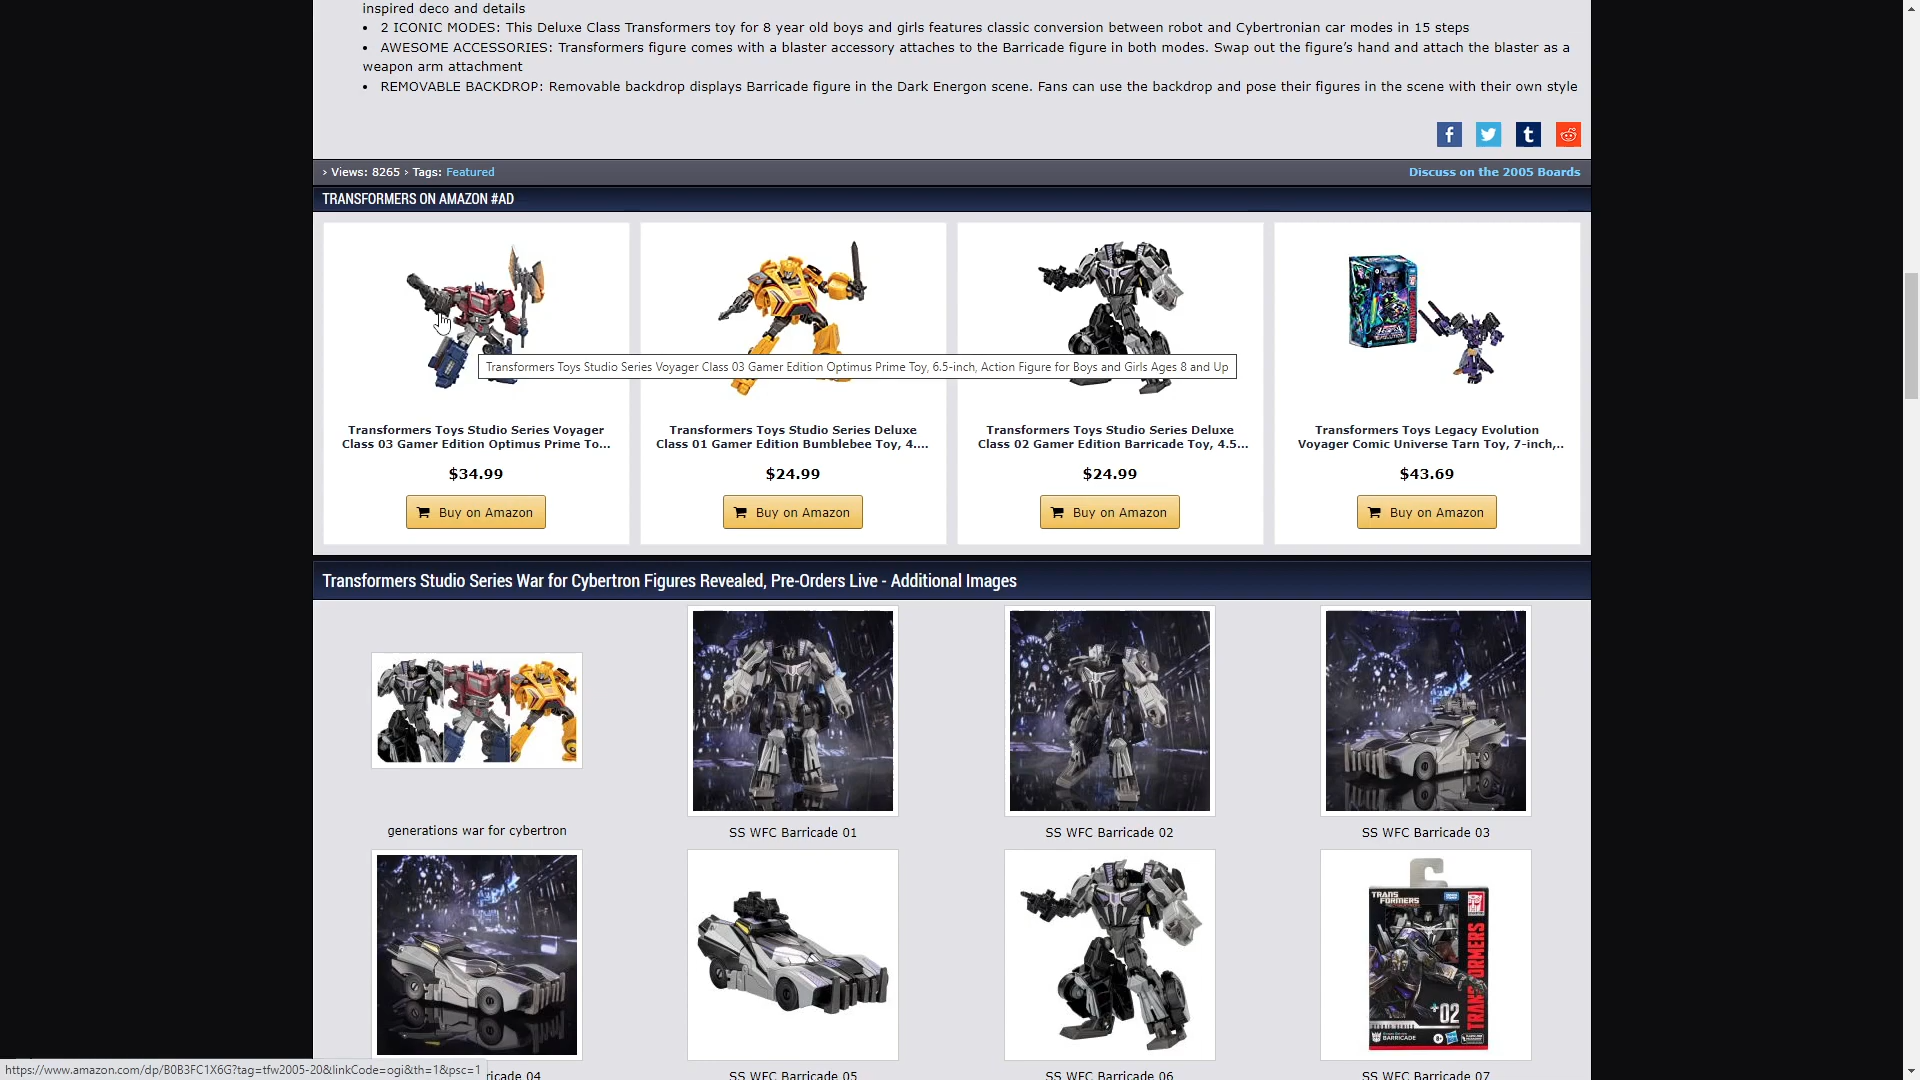 inspired deco and details
• 2 ICONIC MODES: This Deluxe Class Transformers toy for 8 year old boys and girls features classic conversion between robot and Cybertronian car modes in 15 steps
• AWESOME ACCESSORIES: Transformers figure comes with a blaster accessory attaches to the Barricade figure in both modes. Swap out the figure’s hand and attach the blaster as a
weapon arm attachment
• REMOVABLE BACKDROP: Removable backdrop displays Barricade figure in the Dark Energon scene. Fans can use the backdrop and pose their figures in the scene with their own style
› Views: 8265 › Tags: Featured
Discuss on the 2005 Boards
TRANSFORMERS ON AMAZON #AD
Transformers Toys Studio Series Voyager Class 03 Gamer Edition Optimus Prime Toy, 6.5-inch, Action Figure for Boys and Girls Ages 8 and Up
Transformers Toys Studio Series Voyager
Class 03 Gamer Edition Optimus Prime To...
$34.99
Buy on Amazon
Transformers Toys Studio Series Deluxe
Class 01 Gamer Edition Bumblebee Toy, 4....
$24.99
Buy on Amazon
Transformers Toys Studio Series Deluxe
Class 02 Gamer Edition Barricade Toy, 4.5...
$24.99
Buy on Amazon
Transformers Toys Legacy Evolution
Voyager Comic Universe Tarn Toy, 7-inch,..
$43.69
Buy on Amazon
Transformers Studio Series War for Cybertron Figures Revealed, Pre-Orders Live - Additional Images
generations war for cybertron
SS WFC Barricade 01
SS WFC Barricade 02
SS WFC Barricade 03
TRANSFORMERS
TRANSFORMERS
+02
BARRICADE
ricade 04
SS WFC Barricade 05
SS WFC Barricade 06
SS WFC Barricade 07
https://www.amazon.com/dp/B0B3FC1X6G?tag=tfw2005-20&linkCode=ogi&th=1&psc=1